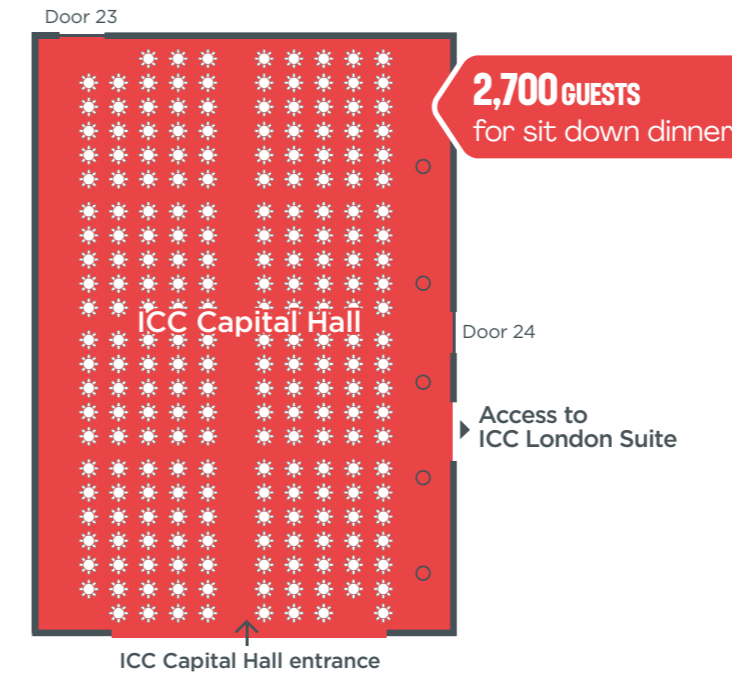 Door 23
2,700 GUESTS
for sit down dinner
ICC Capital Hall
Door 24
Access to
ICC London Suite
ICC Capital Hall entrance